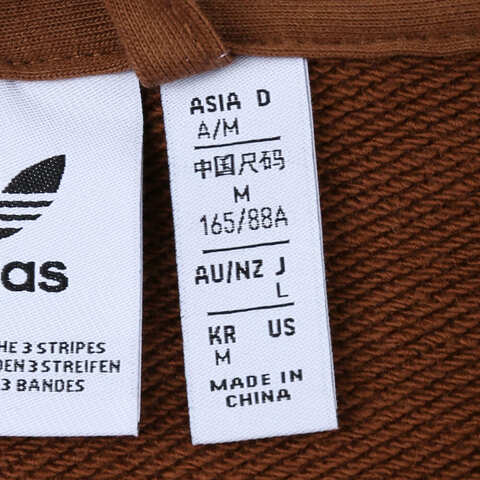 as
HE 3 STRIPES
DEN 3 STREIFEN
3 BANDES
ASIA D
A/M
中国尺码
M
165/88A
AU/NZ J
L
KR US
M
MADE IN
CHINA